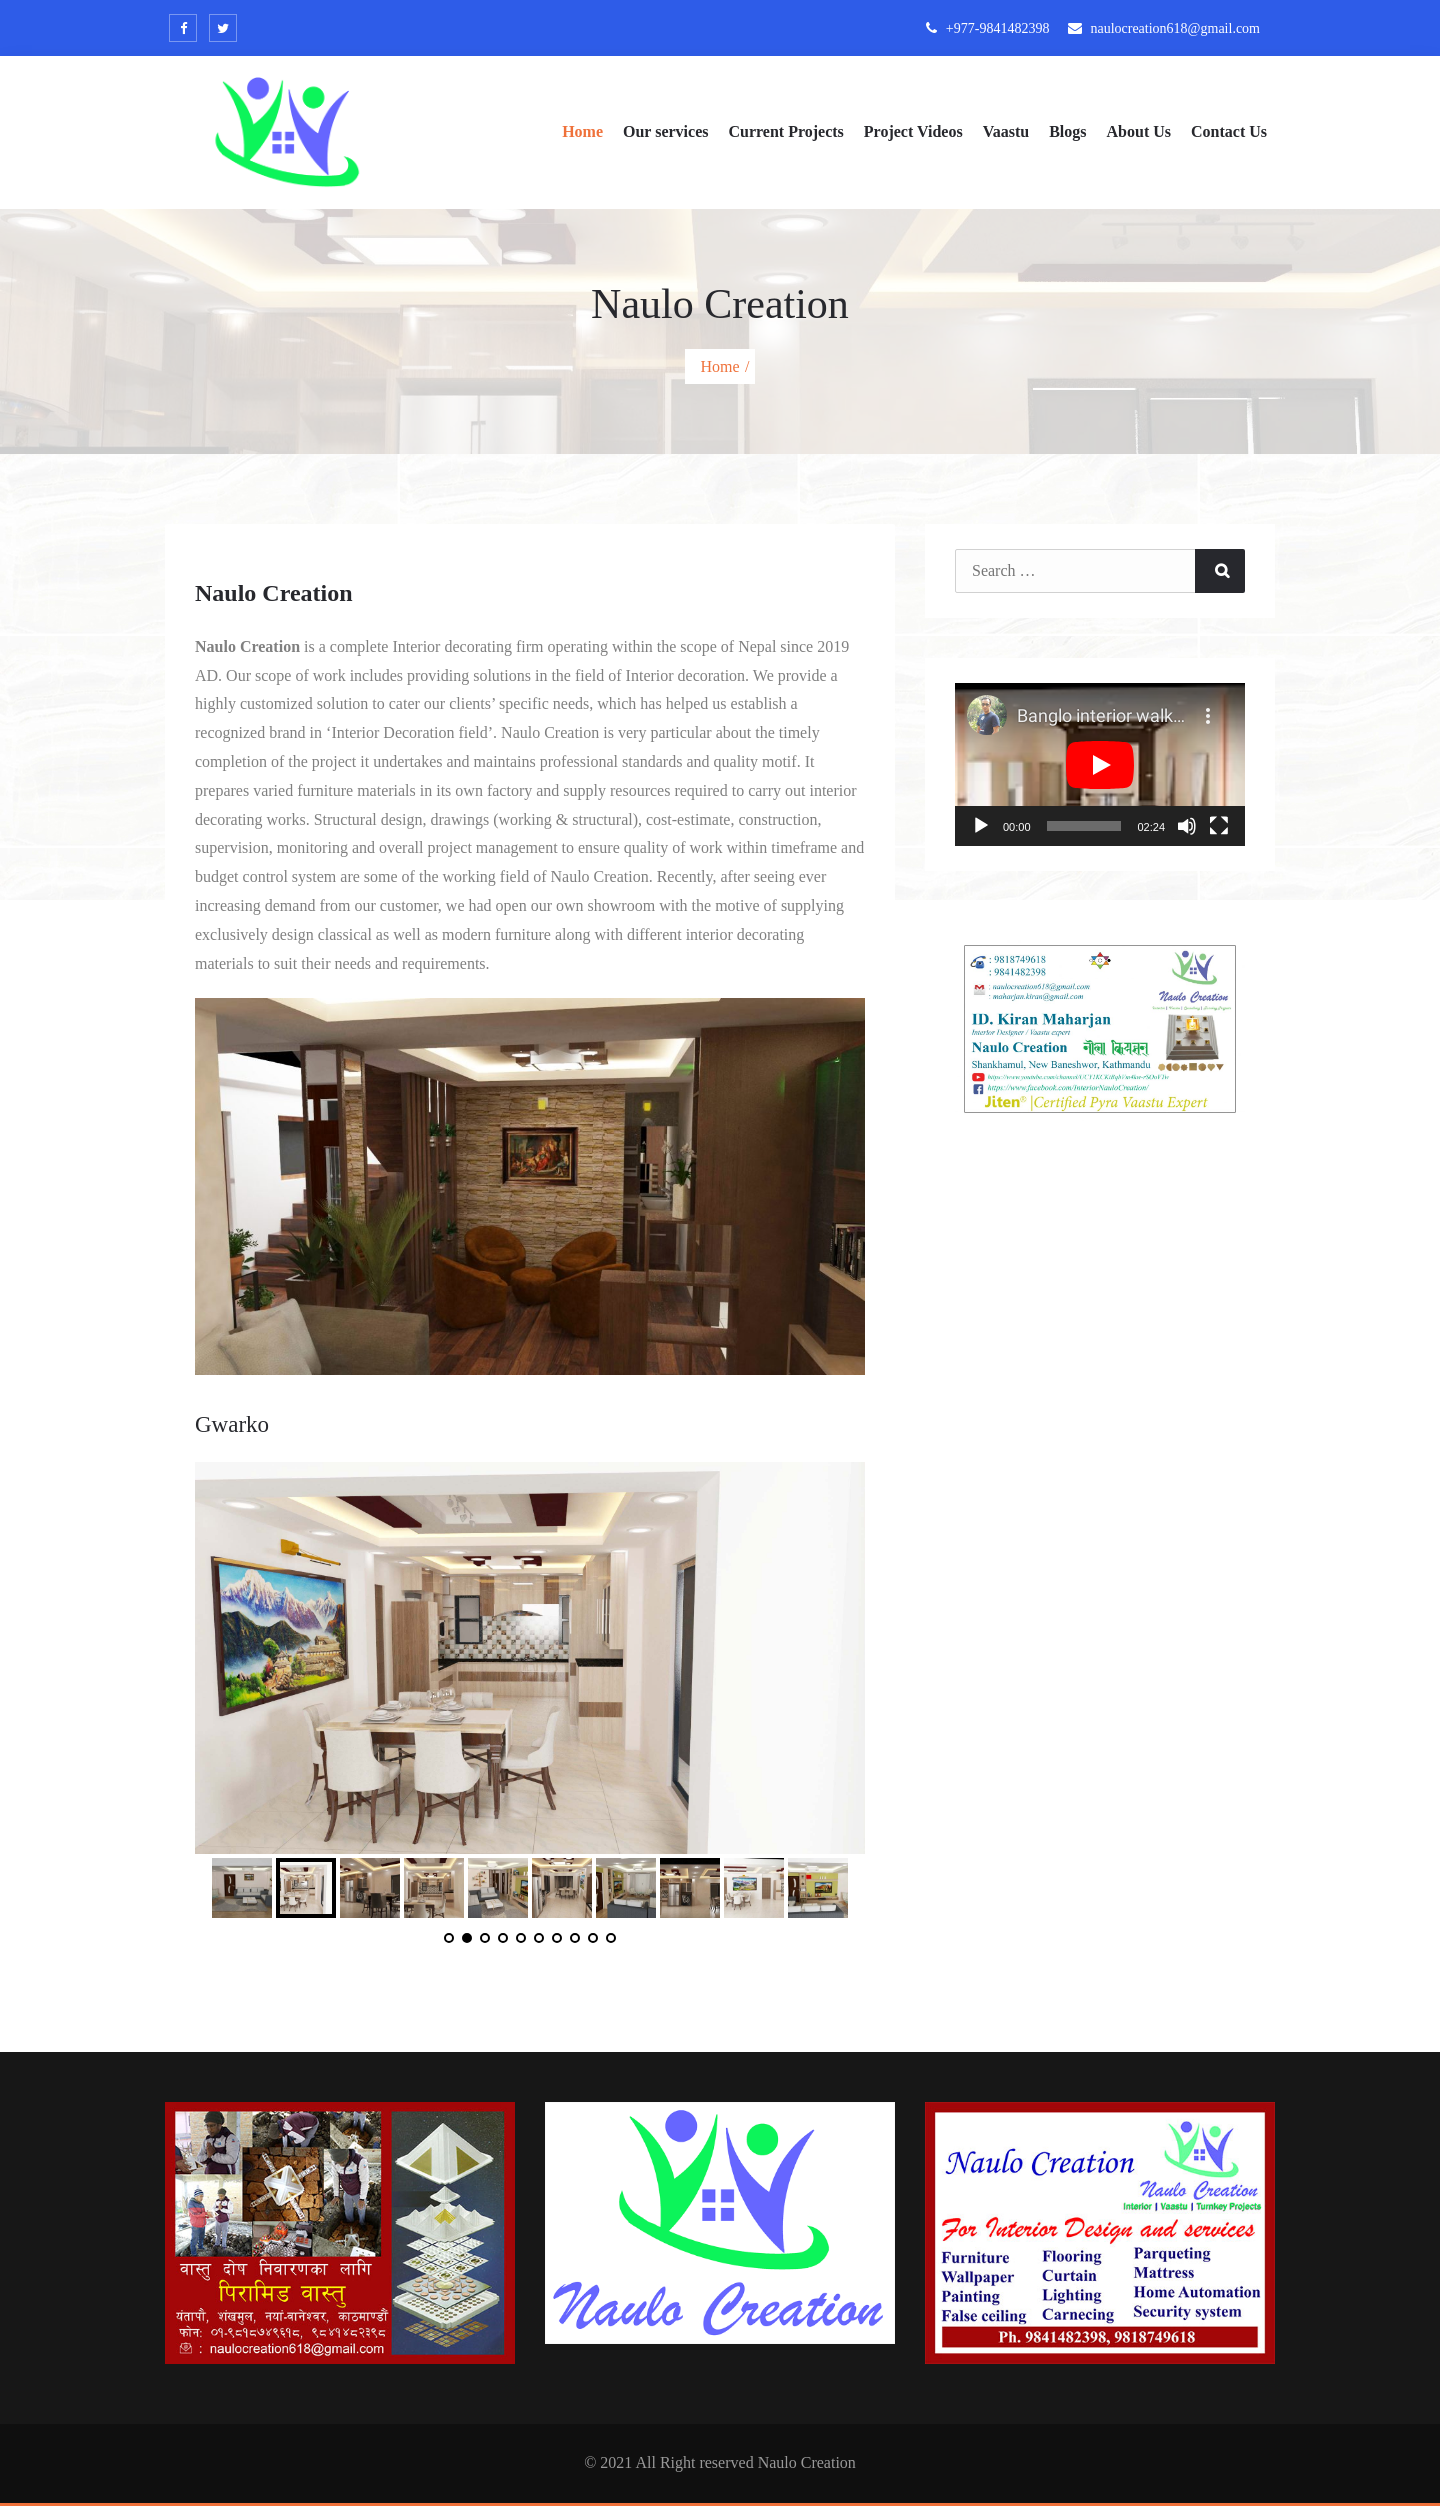 +977-9841482398 naulocreation618@gmail.com
Home Our services Current Projects Project Videos Vaastu Blogs About Us Contact Us
Naulo Creation
Home /
Naulo Creation
Naulo Creation is a complete Interior decorating firm operating within the scope of Nepal since 2019
AD. Our scope of work includes providing solutions in the field of Interior decoration. We provide a
highly customized solution to cater our clients’ specific needs, which has helped us establish a
recognized brand in ‘Interior Decoration field’. Naulo Creation is very particular about the timely
completion of the project it undertakes and maintains professional standards and quality motif. It
prepares varied furniture materials in its own factory and supply resources required to carry out interior
decorating works. Structural design, drawings (working & structural), cost-estimate, construction,
supervision, monitoring and overall project management to ensure quality of work within timeframe and
budget control system are some of the working field of Naulo Creation. Recently, after seeing ever
increasing demand from our customer, we had open our own showroom with the motive of supplying
exclusively design classical as well as modern furniture along with different interior decorating
materials to suit their needs and requirements.
Gwarko
Search …
Banglo interior walk...
00:00 02:24
: 9818749618
: 9841482398
: naulocreation618@gmail.com
: maharjan.kiran@gmail.com
Naulo Creation
ID. Kiran Maharjan
Interior Designer / Vaastu expert
Naulo Creation
Shankhamul, New Baneshwor, Kathmandu
https://www.facebook.com/InteriorNauloCreation/
Jiten® |Certified Pyra Vaastu Expert
वास्तु दोष निवारणका लागि
पिरामिड वास्तु
यंतापौ, शंखमुल, नयां-बानेश्वर, काठमाण्डौं
फोन: ०१-९८१८७४९६१८, ९८४१४८२३९८
: naulocreation618@gmail.com
Naulo Creation
Naulo Creation
Naulo Creation
Interior | Vaastu | Turnkey Projects
For Interior Design and services
Furniture
Wallpaper
Painting
False ceiling
Flooring
Curtain
Lighting
Carnecing
Parqueting
Mattress
Home Automation
Security system
Ph. 9841482398, 9818749618
© 2021 All Right reserved Naulo Creation